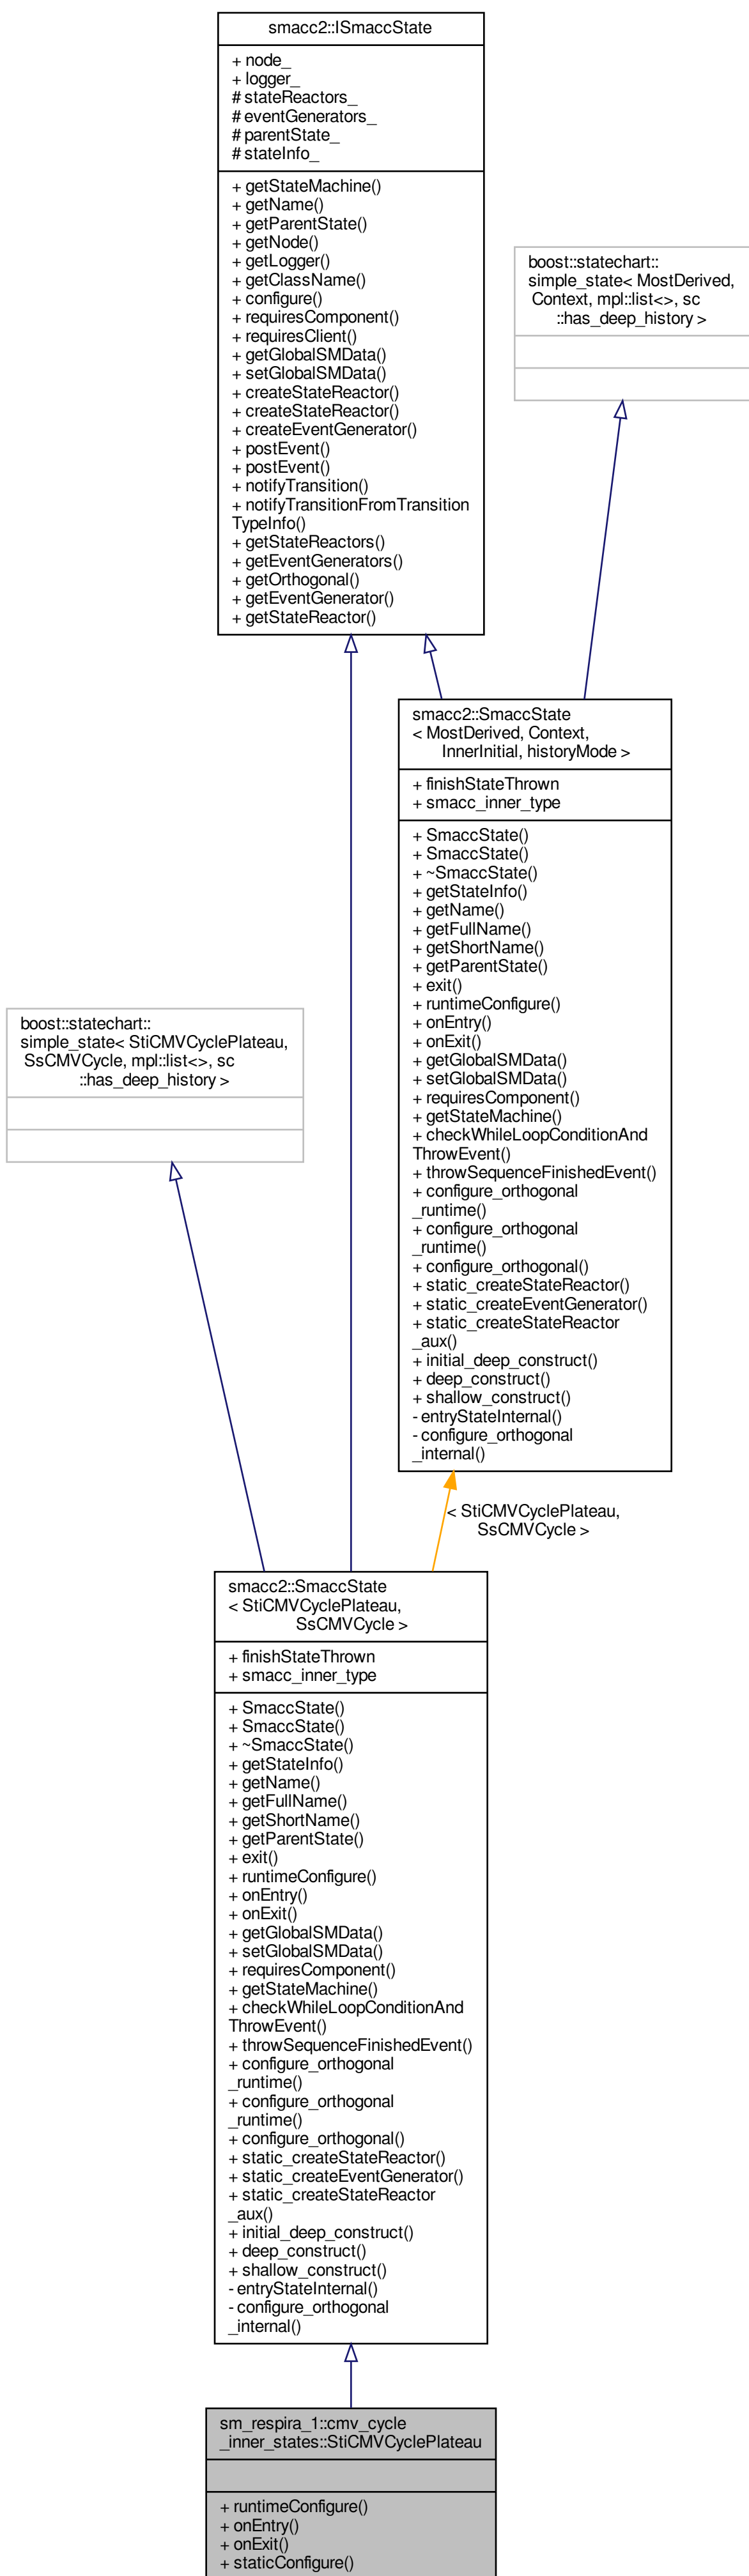 smacc2::ISmaccState
+ node_
+ logger_
# stateReactors_
# eventGenerators_
# parentState_
# stateInfo_
+ getStateMachine()
+ getName()
+ getParentState()
+ getNode()
+ getLogger()
+ getClassName()
+ configure()
+ requiresComponent()
+ requiresClient()
+ getGlobalSMData()
+ setGlobalSMData()
+ createStateReactor()
+ createStateReactor()
+ createEventGenerator()
+ postEvent()
+ postEvent()
+ notifyTransition()
+ notifyTransitionFromTransition
TypeInfo()
+ getStateReactors()
+ getEventGenerators()
+ getOrthogonal()
+ getEventGenerator()
+ getStateReactor()
boost::statechart::
simple_state< MostDerived,
Context, mpl::list<>, sc
::has_deep_history >
smacc2::SmaccState
< MostDerived, Context,
InnerInitial, historyMode >
+ finishStateThrown
+ smacc_inner_type
+ SmaccState()
+ SmaccState()
+ ~SmaccState()
+ getStateInfo()
+ getName()
+ getFullName()
+ getShortName()
+ getParentState()
+ exit()
+ runtimeConfigure()
+ onEntry()
+ onExit()
+ getGlobalSMData()
+ setGlobalSMData()
+ requiresComponent()
+ getStateMachine()
+ checkWhileLoopConditionAnd
ThrowEvent()
+ throwSequenceFinishedEvent()
+ configure_orthogonal
_runtime()
+ configure_orthogonal
_runtime()
+ configure_orthogonal()
+ static_createStateReactor()
+ static_createEventGenerator()
+ static_createStateReactor
_aux()
+ initial_deep_construct()
+ deep_construct()
+ shallow_construct()
- entryStateInternal()
- configure_orthogonal
_internal()
boost::statechart::
simple_state< StiCMVCyclePlateau,
SsCMVCycle, mpl::list<>, sc
::has_deep_history >
< StiCMVCyclePlateau,
SsCMVCycle >
smacc2::SmaccState
< StiCMVCyclePlateau,
SsCMVCycle >
+ finishStateThrown
+ smacc_inner_type
+ SmaccState()
+ SmaccState()
+ ~SmaccState()
+ getStateInfo()
+ getName()
+ getFullName()
+ getShortName()
+ getParentState()
+ exit()
+ runtimeConfigure()
+ onEntry()
+ onExit()
+ getGlobalSMData()
+ setGlobalSMData()
+ requiresComponent()
+ getStateMachine()
+ checkWhileLoopConditionAnd
ThrowEvent()
+ throwSequenceFinishedEvent()
+ configure_orthogonal
_runtime()
+ configure_orthogonal
_runtime()
+ configure_orthogonal()
+ static_createStateReactor()
+ static_createEventGenerator()
+ static_createStateReactor
_aux()
+ initial_deep_construct()
+ deep_construct()
+ shallow_construct()
- entryStateInternal()
- configure_orthogonal
_internal()
sm_respira_1::cmv_cycle
_inner_states::StiCMVCyclePlateau
+ runtimeConfigure()
+ onEntry()
+ onExit()
+ staticConfigure()